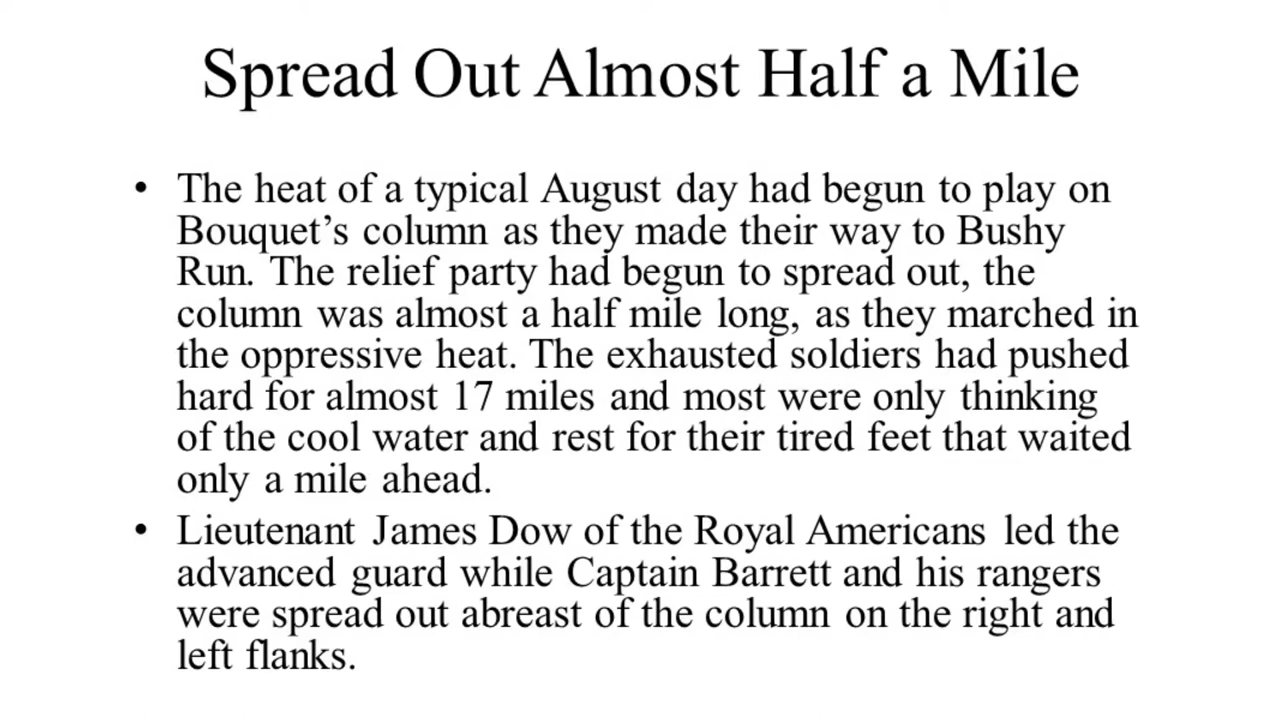 Spread Out Almost Half a Mile
• The heat of a typical August day had begun to play on
Bouquet’s column as they made their way to Bushy
Run. The relief party had begun to spread out, the
column was almost a half mile long, as they marched in
the oppressive heat. The exhausted soldiers had pushed
hard for almost 17 miles and most were only thinking
of the cool water and rest for their tired feet that waited
only a mile ahead.
• Lieutenant James Dow of the Royal Americans led the
advanced guard while Captain Barrett and his rangers
were spread out abreast of the column on the right and
left flanks.